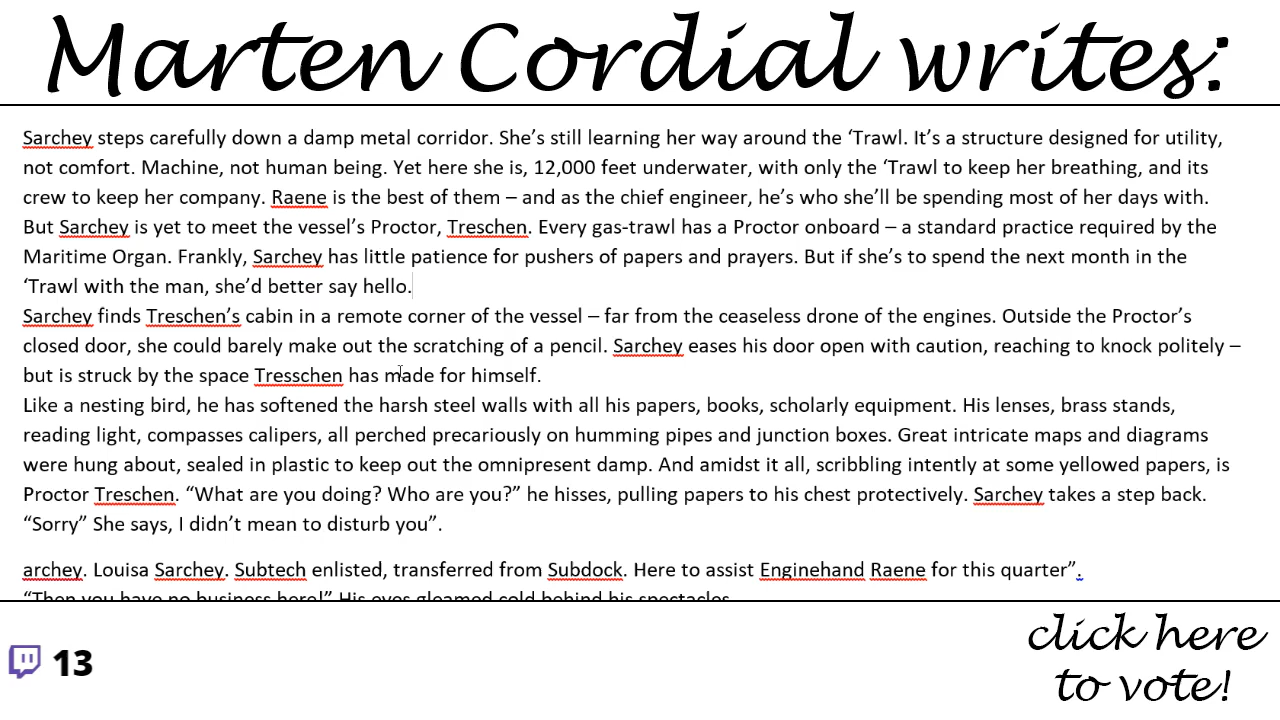 Marten Cordial writes:
Sarchey steps carefully down a damp metal corridor. She’s still learning her way around the ‘Trawl. It’s a structure designed for utility,
not comfort. Machine, not human being. Yet here she is, 12,000 feet underwater, with only the ‘Trawl to keep her breathing, and its
crew to keep her company. Raene is the best of them – and as the chief engineer, he’s who she’ll be spending most of her days with.
But Sarchey is yet to meet the vessel’s Proctor, Treschen. Every gas-trawl has a Proctor onboard – a standard practice required by the
Maritime Organ. Frankly, Sarchey has little patience for pushers of papers and prayers. But if she’s to spend the next month in the
‘Trawl with the man, she’d better say hello.
Sarchey finds Treschen’s cabin in a remote corner of the vessel – far from the ceaseless drone of the engines. Outside the Proctor’s
closed door, she could barely make out the scratching of a pencil. Sarchey eases his door open with caution, reaching to knock politely –
but is struck by the space Tresschen has made for himself.
Like a nesting bird, he has softened the harsh steel walls with all his papers, books, scholarly equipment. His lenses, brass stands,
reading light, compasses calipers, all perched precariously on humming pipes and junction boxes. Great intricate maps and diagrams
were hung about, sealed in plastic to keep out the omnipresent damp. And amidst it all, scribbling intently at some yellowed papers, is
Proctor Treschen. “What are you doing? Who are you?” he hisses, pulling papers to his chest protectively. Sarchey takes a step back.
“Sorry” She says, I didn’t mean to disturb you”.
archey. Louisa Sarchey. Subtech enlisted, transferred from Subdock. Here to assist Enginehand Raene for this quarter”.
“Then you have no business here!” His eyes gleamed cold behind his spectacles.
13
click here
to vote!